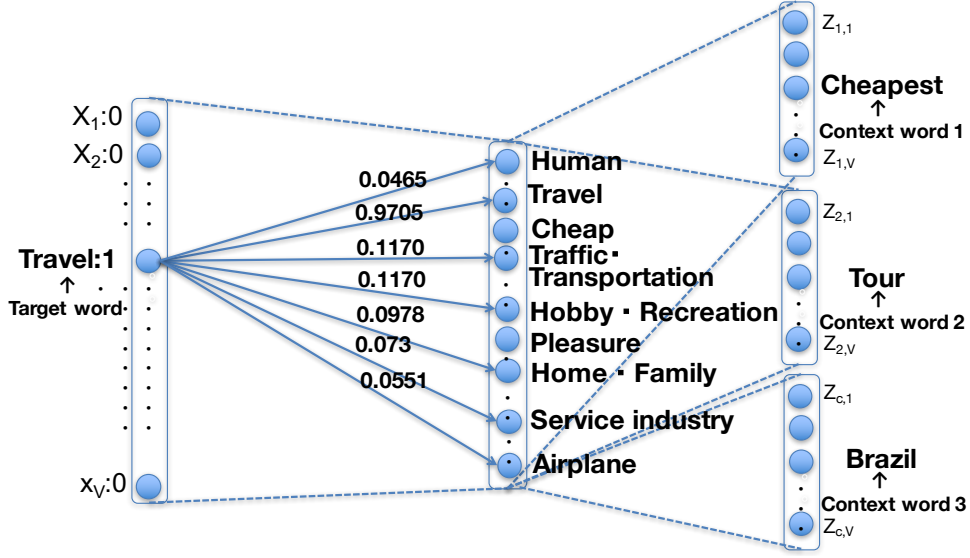 X1:0
X2:0
Travel:1
Target word
xV:0
0.0465
0.9705
0.1170
0.1170
0.0978
0.073
0.0551
Human
Travel
Cheap
Traffic・
Transportation
Hobby・Recreation
Pleasure
Home・Family
Service industry
Airplane
Z1,1
Cheapest
Context word 1
Z1,V
Z2,1
Tour
Context word 2
Z2,V
Zc,1
Brazil
Context word 3
Zc,V